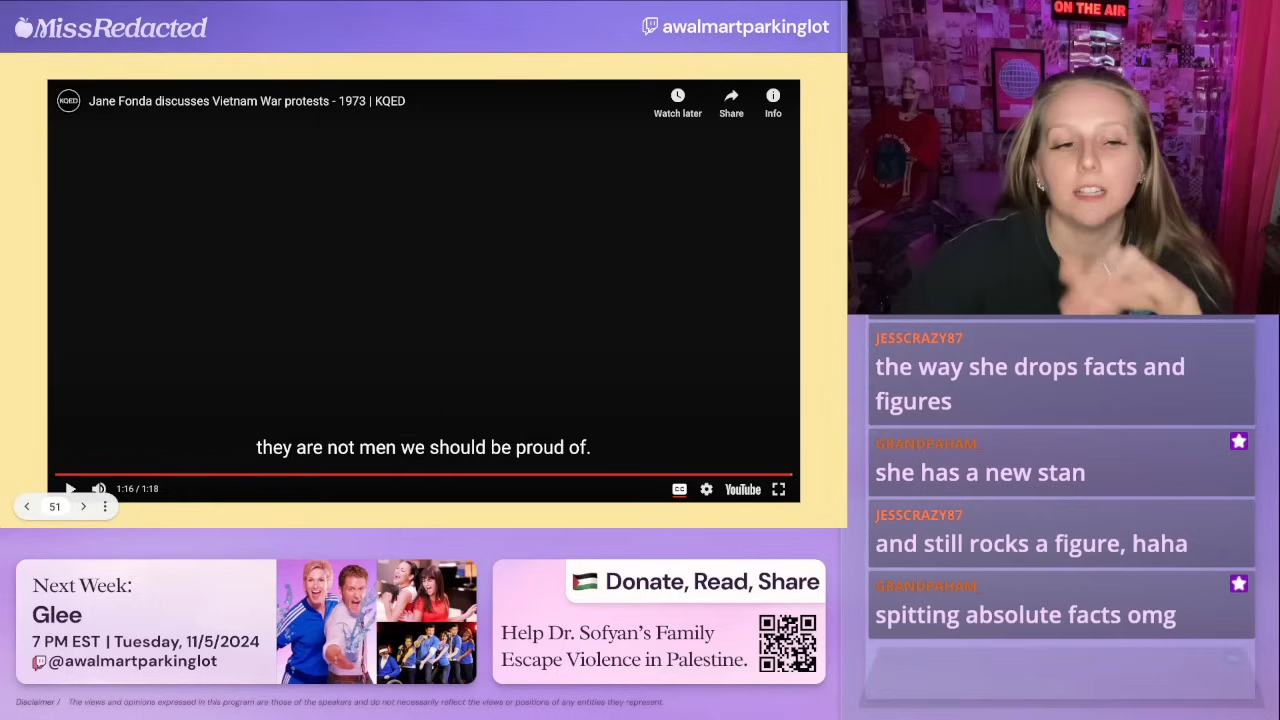 MissRedacted
awalmartparkinglot
ON THE AIR
KQED
Jane Fonda discusses Vietnam War protests - 1973 | KQED
Watch later
Share
Info
they are not men we should be proud of.
1:16 / 1:18
CC
YouTube
51
JESSCRAZY87
the way she drops facts and
figures
GRANDPAHAM_
she has a new stan
JESSCRAZY87
and still rocks a figure, haha
GRANDPAHAM_
spitting absolute facts omg
Next Week:
Glee
7 PM EST | Tuesday, 11/5/2024
@awalmartparkinglot
Donate, Read, Share
Help Dr. Sofyan's Family
Escape Violence in Palestine.
Disclaimer / The views and opinions expressed in this program are those of the speakers and do not necessarily reflect the views or positions of any entities they represent.